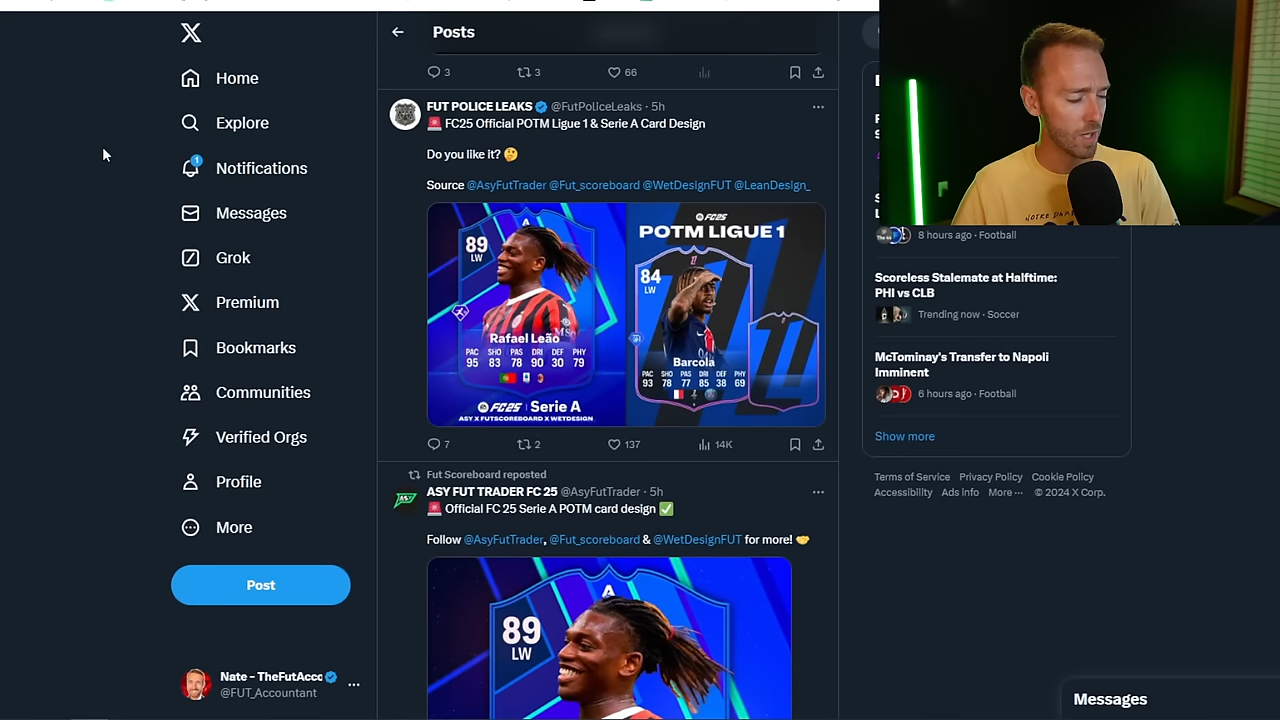 Posts
Home
Explore
1
Notifications
Messages
Grok
Premium
Bookmarks
Communities
Verified Orgs
Profile
More
Post
Nate - TheFutAcco
@FUT_Accountant
3
3
66
FUT POLICE LEAKS @FutPoliceLeaks · 5h
🚨 FC25 Official POTM Ligue 1 & Serie A Card Design
Do you like it? 🤔
Source @AsyFutTrader @Fut_scoreboard @WetDesignFUT @LeanDesign_
89
LW
Rafael Leão
PAC SHO PAS DRI DEF PHY
95 83 78 90 30 79
FC25 | Serie A
ASY X FUTSCOREBOARD X WETDESIGN
FC25
POTM LIGUE 1
84
LW
Barcola
PAC SHO PAS DRI DEF PHY
93 78 77 85 38 69
7
2
137
14K
Fut Scoreboard reposted
ASY FUT TRADER FC 25 @AsyFutTrader · 5h
🚨 Official FC 25 Serie A POTM card design ✅
Follow @AsyFutTrader, @Fut_scoreboard & @WetDesignFUT for more! 🤝
ASY
89
LW
NOTRE DAME
8 hours ago · Football
Scoreless Stalemate at Halftime:
PHI vs CLB
Trending now · Soccer
McTominay's Transfer to Napoli
Imminent
6 hours ago · Football
Show more
Terms of Service Privacy Policy Cookie Policy
Accessibility Ads info More ··· © 2024 X Corp.
Messages